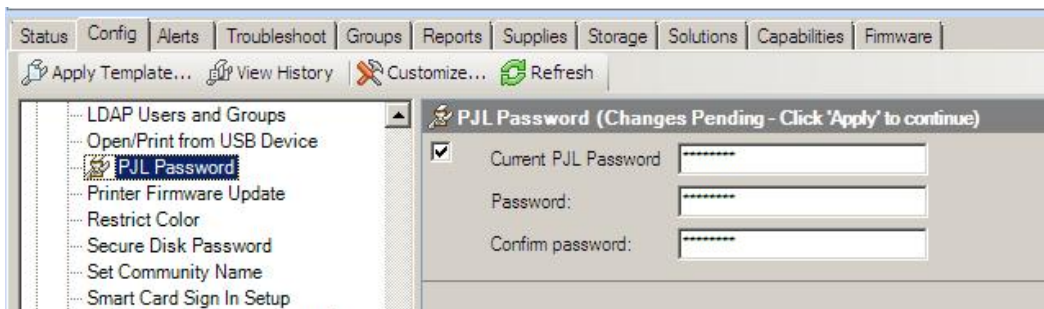 Status Config Alerts Troubleshoot Groups Reports Supplies Storage Solutions Capabilities Firmware
Apply Template... View History Customize... Refresh
LDAP Users and Groups
Open/Print from USB Device
PJL Password
Printer Firmware Update
Restrict Color
Secure Disk Password
Set Community Name
Smart Card Sign In Setup
PJL Password (Changes Pending - Click 'Apply' to continue)
Current PJL Password ********
Password: ********
Confirm password: ********